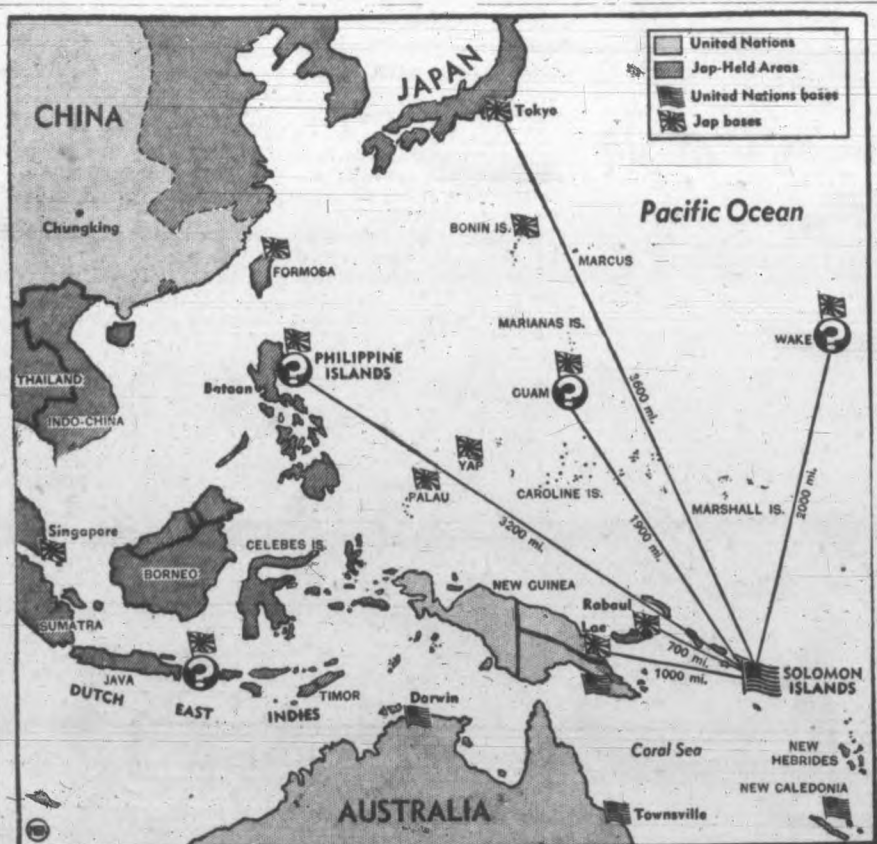 United Nations
Jap-Held Areas
United Nations bases
Jap bases
CHINA
JAPAN
Tokyo
Chungking
Pacific Ocean
BONIN IS.
MARCUS
FORMOSA
MARIANAS IS.
WAKE
PHILIPPINE
ISLANDS
?
?
?
GUAM
THAILAND
Bataan
INDO-CHINA
3600 mi.
YAP
PALAU
CAROLINE IS.
MARSHALL IS.
2000 mi.
1900 mi.
3200 mi.
Singapore
CELEBES IS.
BORNEO
NEW GUINEA
Rabaul
Lae
SUMATRA
700 mi.
1000 mi.
SOLOMON
ISLANDS
JAVA
?
TIMOR
DUTCH EAST INDIES
Darwin
Coral Sea
NEW
HEBRIDES
NEW CALEDONIA
AUSTRALIA
Townsville